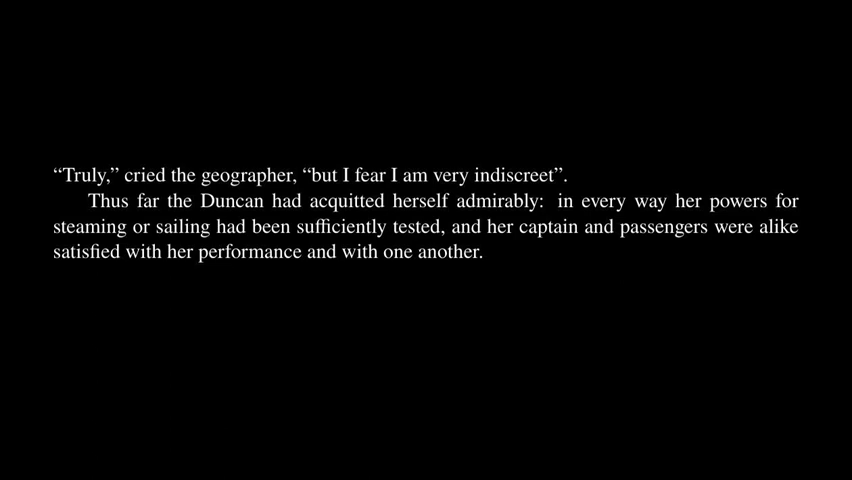 “Truly,” cried the geographer, “but I fear I am very indiscreet”.
Thus far the Duncan had acquitted herself admirably: in every way her powers for
steaming or sailing had been sufficiently tested, and her captain and passengers were alike
satisfied with her performance and with one another.